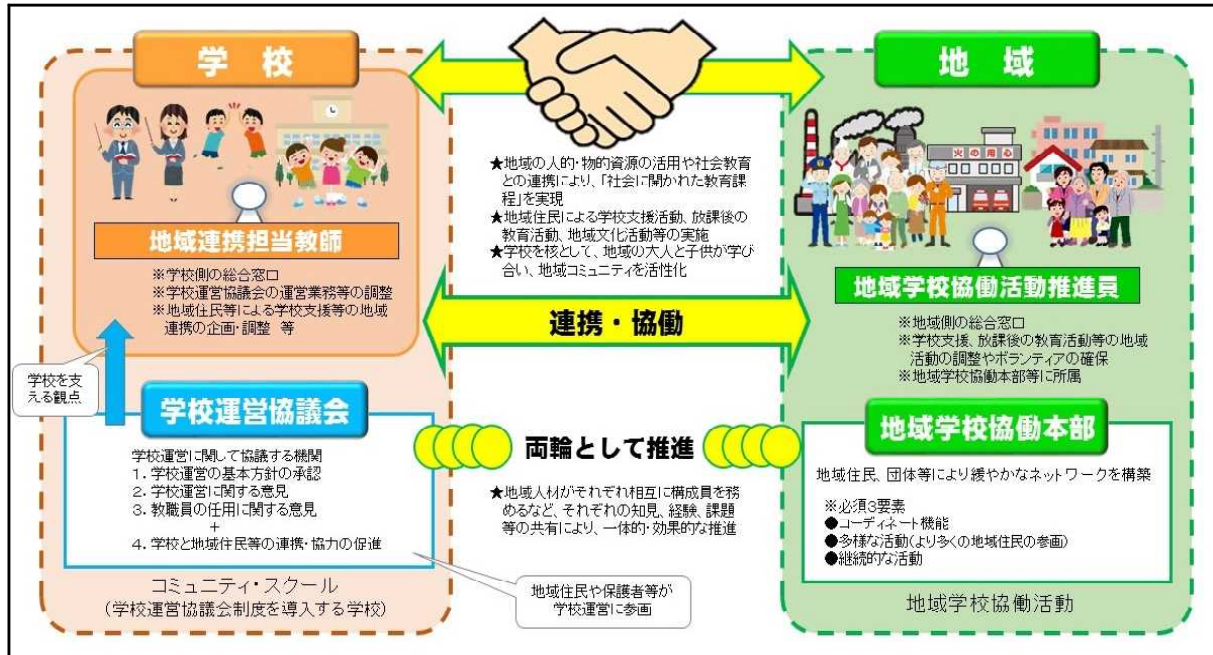 学校
地域連携担当教師
※学校側の総合窓口
※学校運営協議会の運営業務等の調整
※地域住民等による学校支援等の地域
連携の企画・調整 等
学校を支
える観点
学校運営協議会
学校運営に関して協議する機関
1. 学校運営の基本方針の承認
2. 学校運営に関する意見
3. 教職員の任用に関する意見
+
4. 学校と地域住民等の連携・協力の促進
コミュニティ・スクール
(学校運営協議会制度を導入する学校)
★地域の人的・物的資源の活用や社会教育
との連携により、「社会に開かれた教育課
程」を実現
★地域住民による学校支援活動、放課後の
教育活動、地域文化活動等の実施
★学校を核として、地域の大人と子供が学び
合い、地域コミュニティを活性化
連携・協働
両輪として推進
★地域人材がそれぞれ相互に構成員を務
めるなど、それぞれの知見、経験、課題
等の共有により、一体的・効果的な推進
地域住民や保護者等が
学校運営に参画
地域
火の用心
地域学校協働活動推進員
※地域側の総合窓口
※学校支援、放課後の教育活動等の地域
活動の調整やボランティアの確保
※地域学校協働本部等に所属
地域学校協働本部
地域住民、団体等により緩やかなネットワークを構築
※必須3要素
●コーディネート機能
●多様な活動(より多くの地域住民の参画)
●継続的な活動
地域学校協働活動